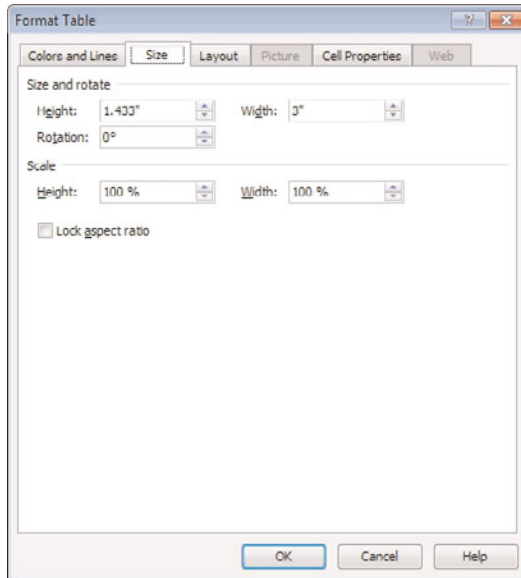 Format Table
Colors and Lines Size Layout Picture Cell Properties Web
Size and rotate
Height: 1.433" Width: 3"
Rotation: 0°
Scale
Height: 100 % Width: 100 %
Lock aspect ratio
OK Cancel Help